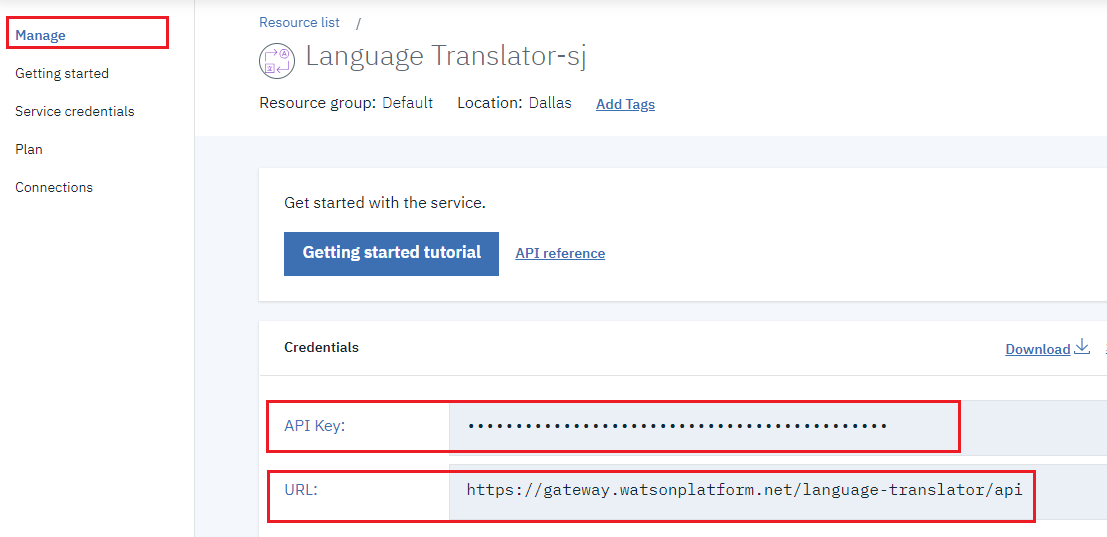 Manage
Getting started
Service credentials
Plan
Connections
Resource list /
Language Translator-sj
Resource group: Default Location: Dallas Add Tags
Get started with the service.
Getting started tutorial API reference
Credentials Download
API Key: ••••••••••••••••••••••••••••••••••••••••••••
URL: https://gateway.watsonplatform.net/language-translator/api